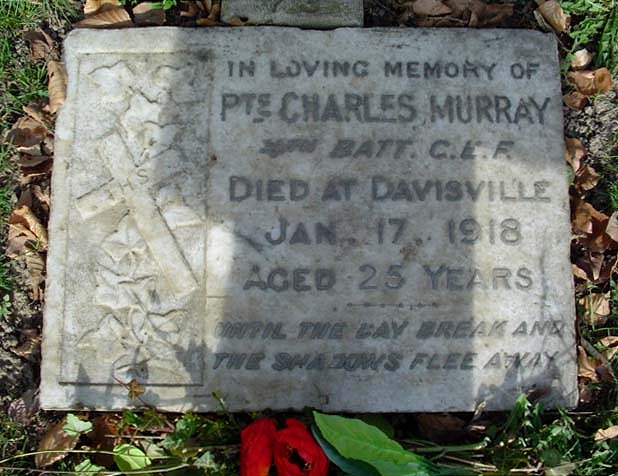 IN LOVING MEMORY OF
PTE CHARLES MURRAY
BATT. C.E.F.
DIED AT DAVISVILLE
JAN. 17. 1918
AGED 25 YEARS
UNTIL THE DAY BREAK AND
THE SHADOWS FLEE AWAY
IHS